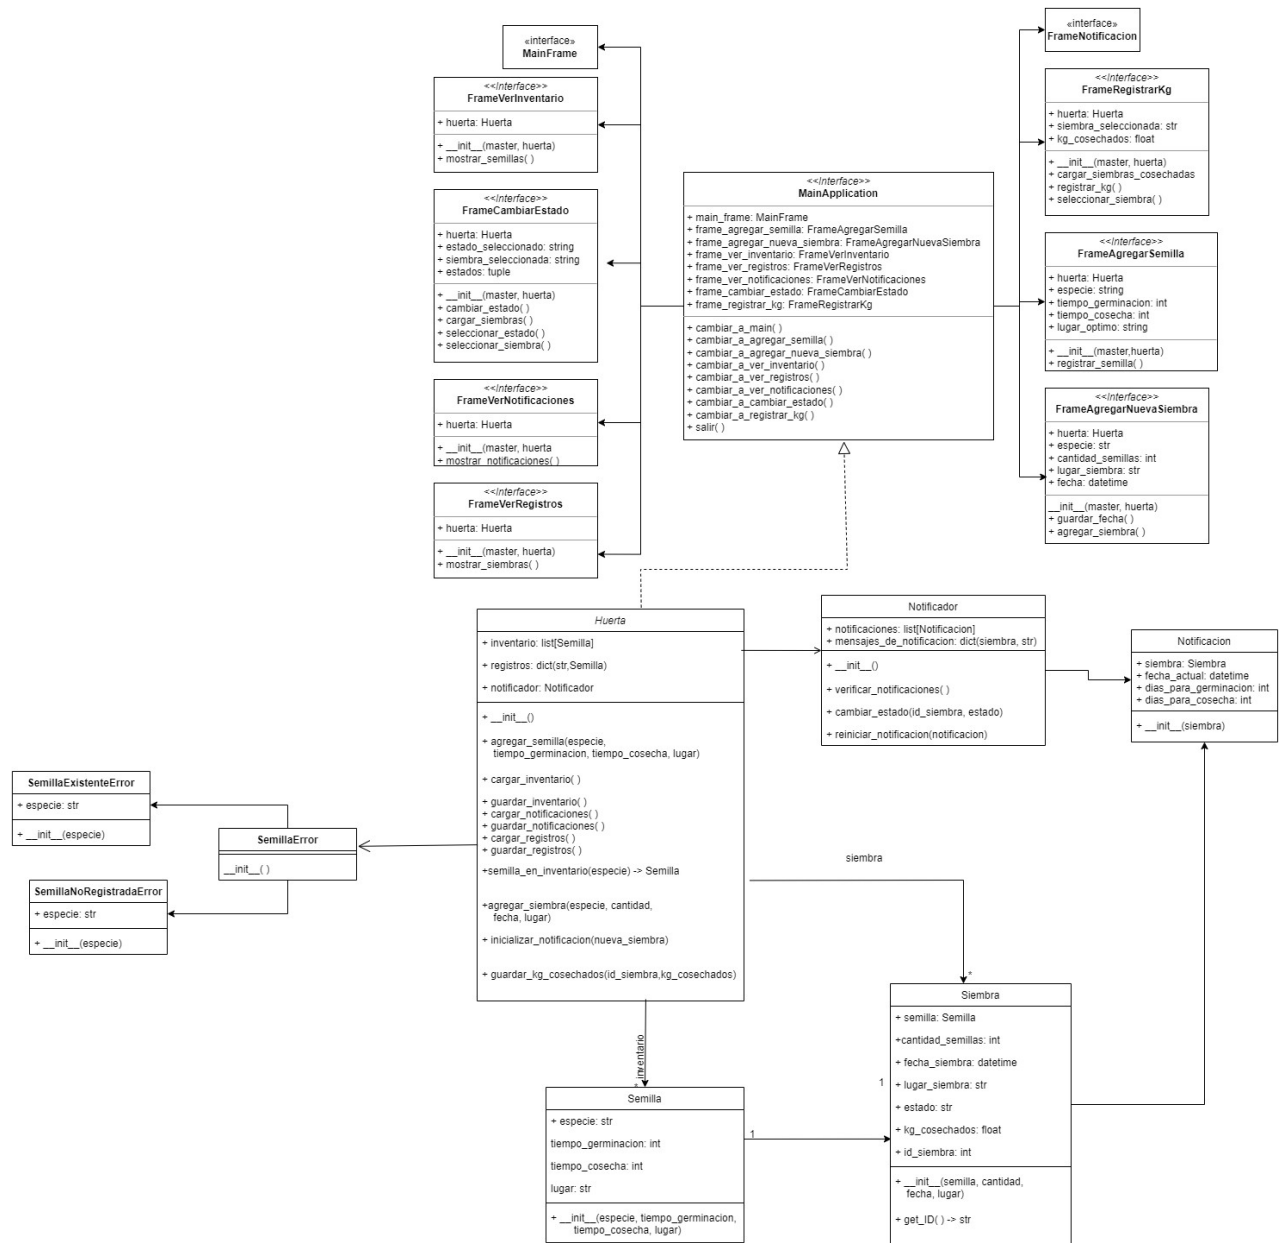 «interface»
MainFrame
<<Interface>>
FrameVerInventario
+ huerta: Huerta
+ __init__(master, huerta)
+ mostrar_semillas( )
<<Interface>>
FrameCambiarEstado
+ huerta: Huerta
+ estado_seleccionado: string
+ siembra_seleccionada: string
+ estados: tuple
+ __init__(master, huerta)
+ cambiar_estado( )
+ cargar_siembras( )
+ seleccionar_estado( )
+ seleccionar_siembra( )
<<Interface>>
FrameVerNotificaciones
+ huerta: Huerta
+ __init__(master, huerta
+ mostrar_notificaciones( )
<<Interface>>
FrameVerRegistros
+ huerta: Huerta
+ __init__(master, huerta)
+ mostrar_siembras( )
<<Interface>>
MainApplication
+ main_frame: MainFrame
+ frame_agregar_semilla: FrameAgregarSemilla
+ frame_agregar_nueva_siembra: FrameAgregarNuevaSiembra
+ frame_ver_inventario: FrameVerInventario
+ frame_ver_registros: FrameVerRegistros
+ frame_ver_notificaciones: FrameVerNotificaciones
+ frame_cambiar_estado: FrameCambiarEstado
+ frame_registrar_kg: FrameRegistrarKg
+ cambiar_a_main( )
+ cambiar_a_agregar_semilla( )
+ cambiar_a_agregar_nueva_siembra( )
+ cambiar_a_ver_inventario( )
+ cambiar_a_ver_registros( )
+ cambiar_a_ver_notificaciones( )
+ cambiar_a_cambiar_estado( )
+ cambiar_a_registrar_kg( )
+ salir( )
«interface»
FrameNotificacion
<<Interface>>
FrameRegistrarKg
+ huerta: Huerta
+ siembra_seleccionada: str
+ kg_cosechados: float
+ __init__(master, huerta)
+ cargar_siembras_cosechadas
+ registrar_kg( )
+ seleccionar_siembra( )
<<Interface>>
FrameAgregarSemilla
+ huerta: Huerta
+ especie: string
+ tiempo_germinacion: int
+ tiempo_cosecha: int
+ lugar_optimo: string
+ __init__(master,huerta)
+ registrar_semilla( )
<<Interface>>
FrameAgregarNuevaSiembra
+ huerta: Huerta
+ especie: str
+ cantidad_semillas: int
+ lugar_siembra: str
+ fecha: datetime
__init__(master, huerta)
+ guardar_fecha( )
+ agregar_siembra( )
Huerta
+ inventario: list[Semilla]
+ registros: dict(str,Semilla)
+ notificador: Notificador
+ __init__()
+ agregar_semilla(especie,
tiempo_germinacion, tiempo_cosecha, lugar)
+ cargar_inventario( )
+ guardar_inventario( )
+ cargar_notificaciones( )
+ guardar_notificaciones( )
+ cargar_registros( )
+ guardar_registros( )
+semilla_en_inventario(especie) -> Semilla
+agregar_siembra(especie, cantidad,
fecha, lugar)
+ inicializar_notificacion(nueva_siembra)
+ guardar_kg_cosechados(id_siembra,kg_cosechados)
Notificador
+ notificaciones: list[Notificacion]
+ mensajes_de_notificacion: dict(siembra, str)
+ __init__()
+ verificar_notificaciones( )
+ cambiar_estado(id_siembra, estado)
+ reiniciar_notificacion(notificacion)
Notificacion
+ siembra: Siembra
+ fecha_actual: datetime
+ dias_para_germinacion: int
+ dias_para_cosecha: int
+ __init__(siembra)
SemillaExistenteError
+ especie: str
+ __init__(especie)
SemillaError
__init__( )
SemillaNoRegistradaError
+ especie: str
+ __init__(especie)
siembra
*
inventario
*
Semilla
+ especie: str
tiempo_germinacion: int
tiempo_cosecha: int
lugar: str
+ __init__(especie, tiempo_germinacion,
tiempo_cosecha, lugar)
1
1
Siembra
+ semilla: Semilla
+cantidad_semillas: int
+ fecha_siembra: datetime
+ lugar_siembra: str
+ estado: str
+ kg_cosechados: float
+ id_siembra: int
+ __init__(semilla, cantidad,
fecha, lugar)
+ get_ID( ) -> str